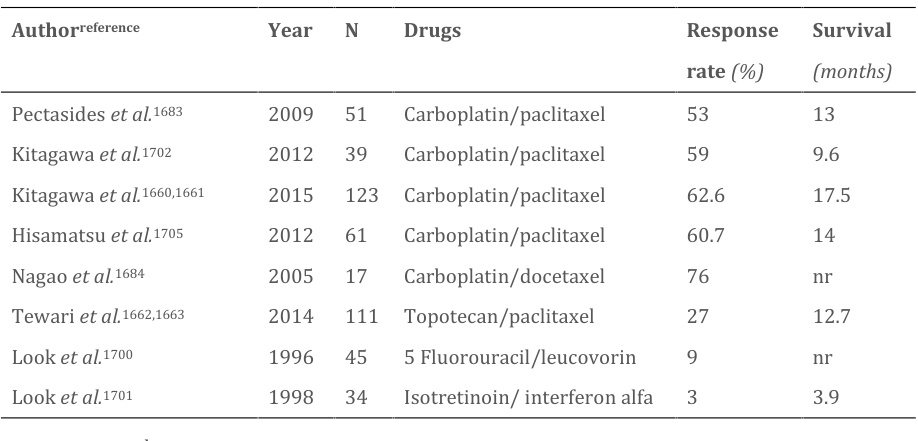 Authorreference Year N Drugs Response Survival
rate (%) (months)
Pectasides et al.1683 2009 51 Carboplatin/paclitaxel 53 13
Kitagawa et al.1702 2012 39 Carboplatin/paclitaxel 59 9.6
Kitagawa et al.1660,1661 2015 123 Carboplatin/paclitaxel 62.6 17.5
Hisamatsu et al.1705 2012 61 Carboplatin/paclitaxel 60.7 14
Nagao et al.1684 2005 17 Carboplatin/docetaxel 76 nr
Tewari et al.1662,1663 2014 111 Topotecan/paclitaxel 27 12.7
Look et al.1700 1996 45 5 Fluorouracil/leucovorin 9 nr
Look et al.1701 1998 34 Isotretinoin/ interferon alfa 3 3.9